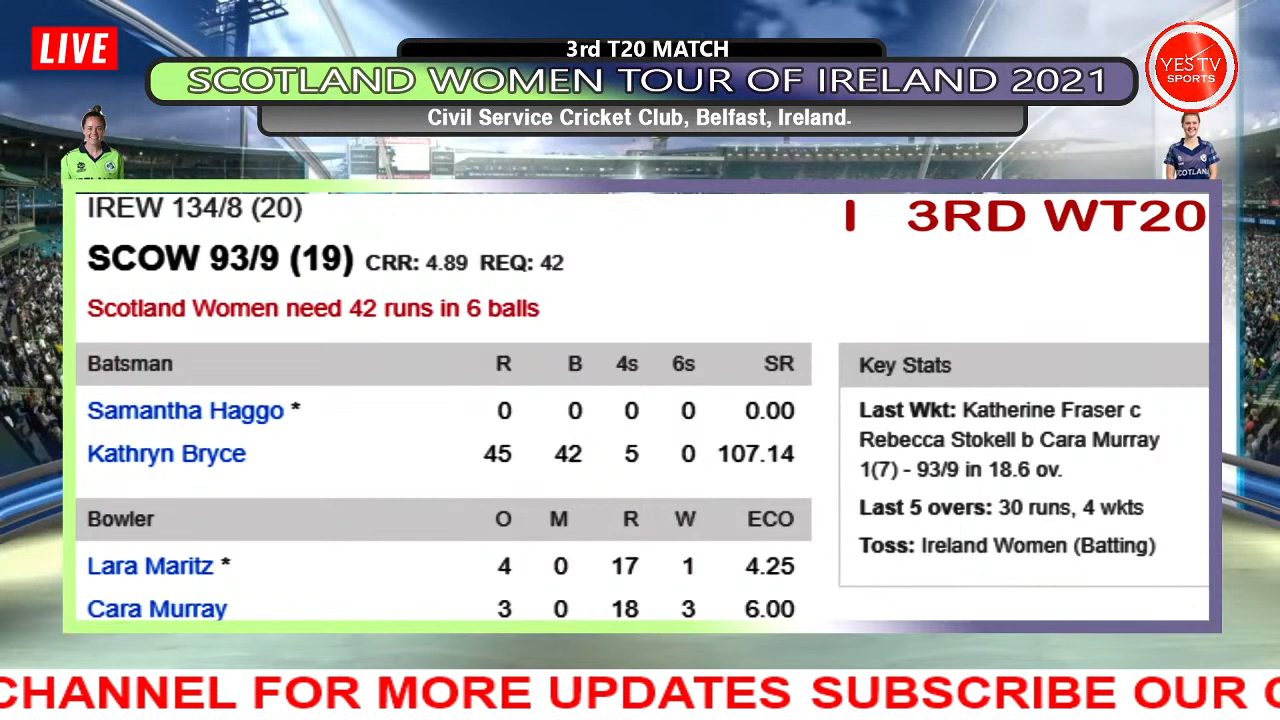 LIVE
3rd T20 MATCH
SCOTLAND WOMEN TOUR OF IRELAND 2021
YES TV
SPORTS
Civil Service Cricket Club, Belfast, Ireland.
SCOTLAND
IREW 134/8 (20)
I 3RD WT20
SCOW 93/9 (19) CRR: 4.89 REQ: 42
Scotland Women need 42 runs in 6 balls
Batsman R B 4s 6s SR
Samantha Haggo * 0 0 0 0 0.00
Kathryn Bryce 45 42 5 0 107.14
Bowler O M R W ECO
Lara Maritz * 4 0 17 1 4.25
Cara Murray 3 0 18 3 6.00
Key Stats
Last Wkt: Katherine Fraser c
Rebecca Stokell b Cara Murray
1(7) - 93/9 in 18.6 ov.
Last 5 overs: 30 runs, 4 wkts
Toss: Ireland Women (Batting)
CHANNEL FOR MORE UPDATES SUBSCRIBE OUR